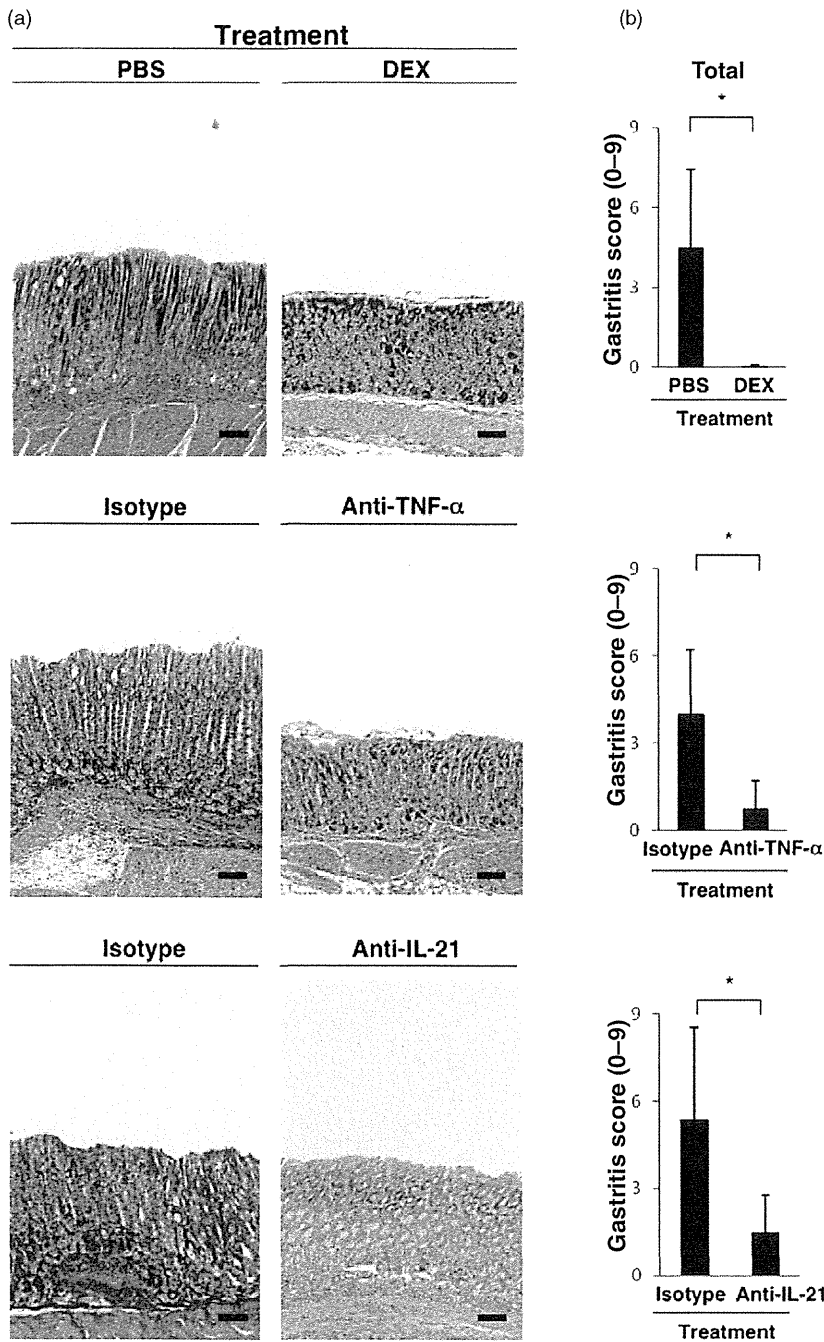 (a)
Treatment
PBS DEX
Isotype Anti-TNF-α
Isotype Anti-IL-21
(b)
Total
*
Gastritis score (0–9)
9
6
3
0
PBS DEX
Treatment
*
Gastritis score (0–9)
9
6
3
0
Isotype Anti-TNF-α
Treatment
*
Gastritis score (0–9)
9
6
3
0
Isotype Anti-IL-21
Treatment